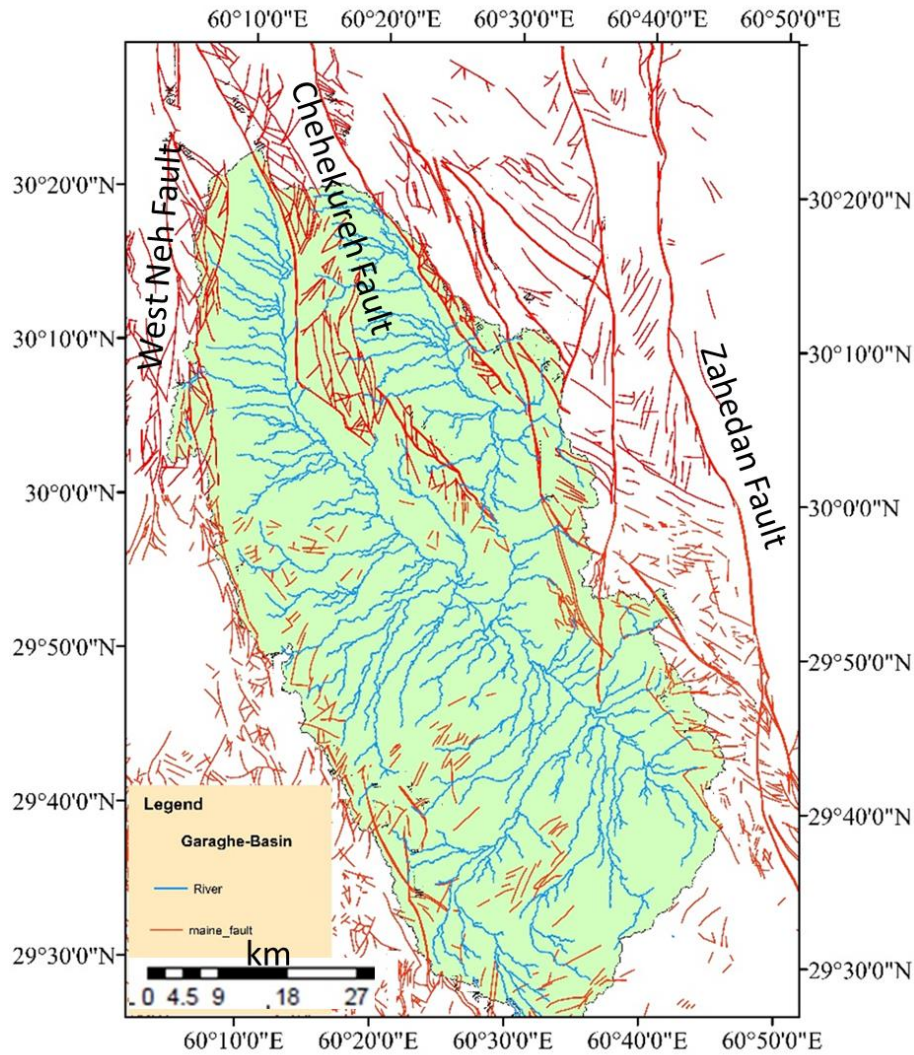 60°10'0"E 60°20'0"E 60°30'0"E 60°40'0"E 60°50'0"E
West Neh Fault
Chehekureh Fault
Zahedan Fault
30°20'0"N 30°20'0"N
30°10'0"N 30°10'0"N
30°0'0"N 30°0'0"N
29°50'0"N 29°50'0"N
29°40'0"N 29°40'0"N
29°30'0"N 29°30'0"N
Legend
Garaghe-Basin
River
maine_fault
km
0 4.5 9 18 27
60°10'0"E 60°20'0"E 60°30'0"E 60°40'0"E 60°50'0"E